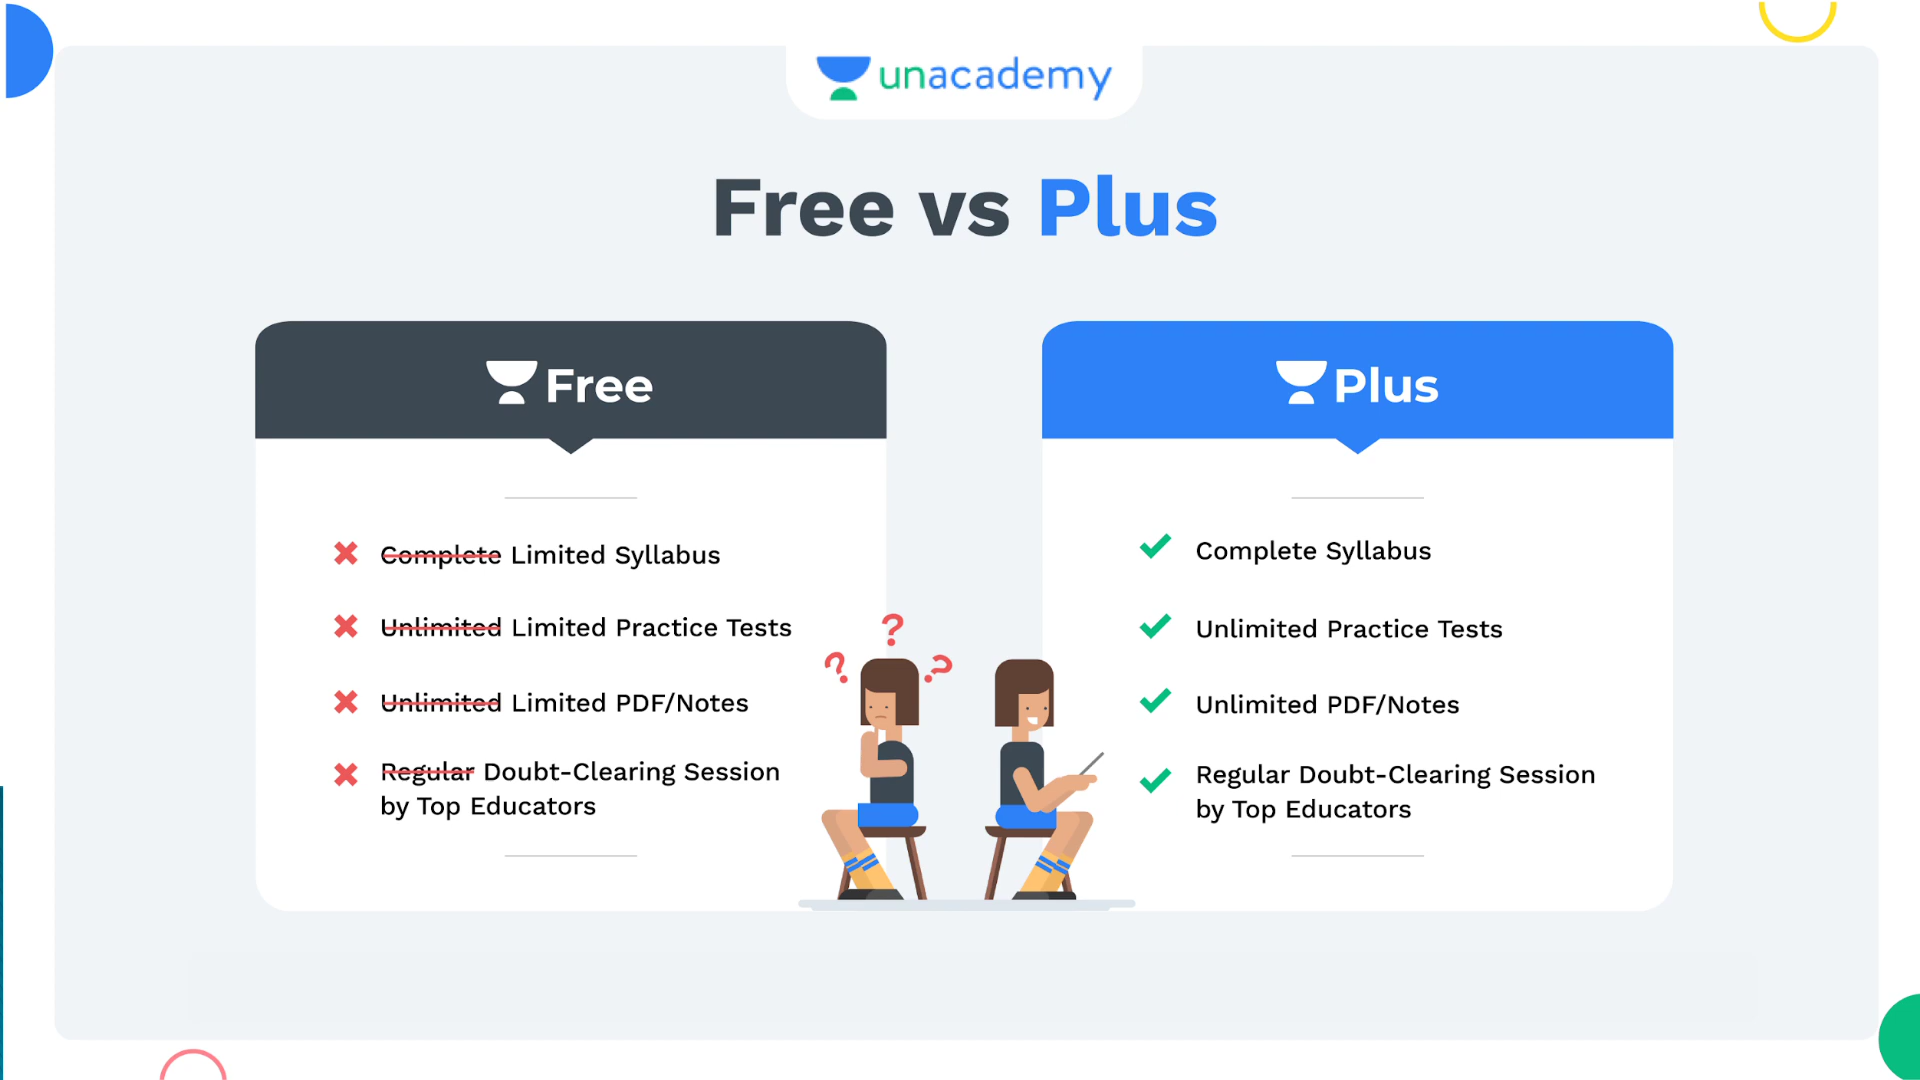 unacademy
Free vs Plus
Free
Complete Limited Syllabus
Unlimited Limited Practice Tests
Unlimited Limited PDF/Notes
Regular Doubt-Clearing Session
by Top Educators
? ? ?
Plus
Complete Syllabus
Unlimited Practice Tests
Unlimited PDF/Notes
Regular Doubt-Clearing Session
by Top Educators